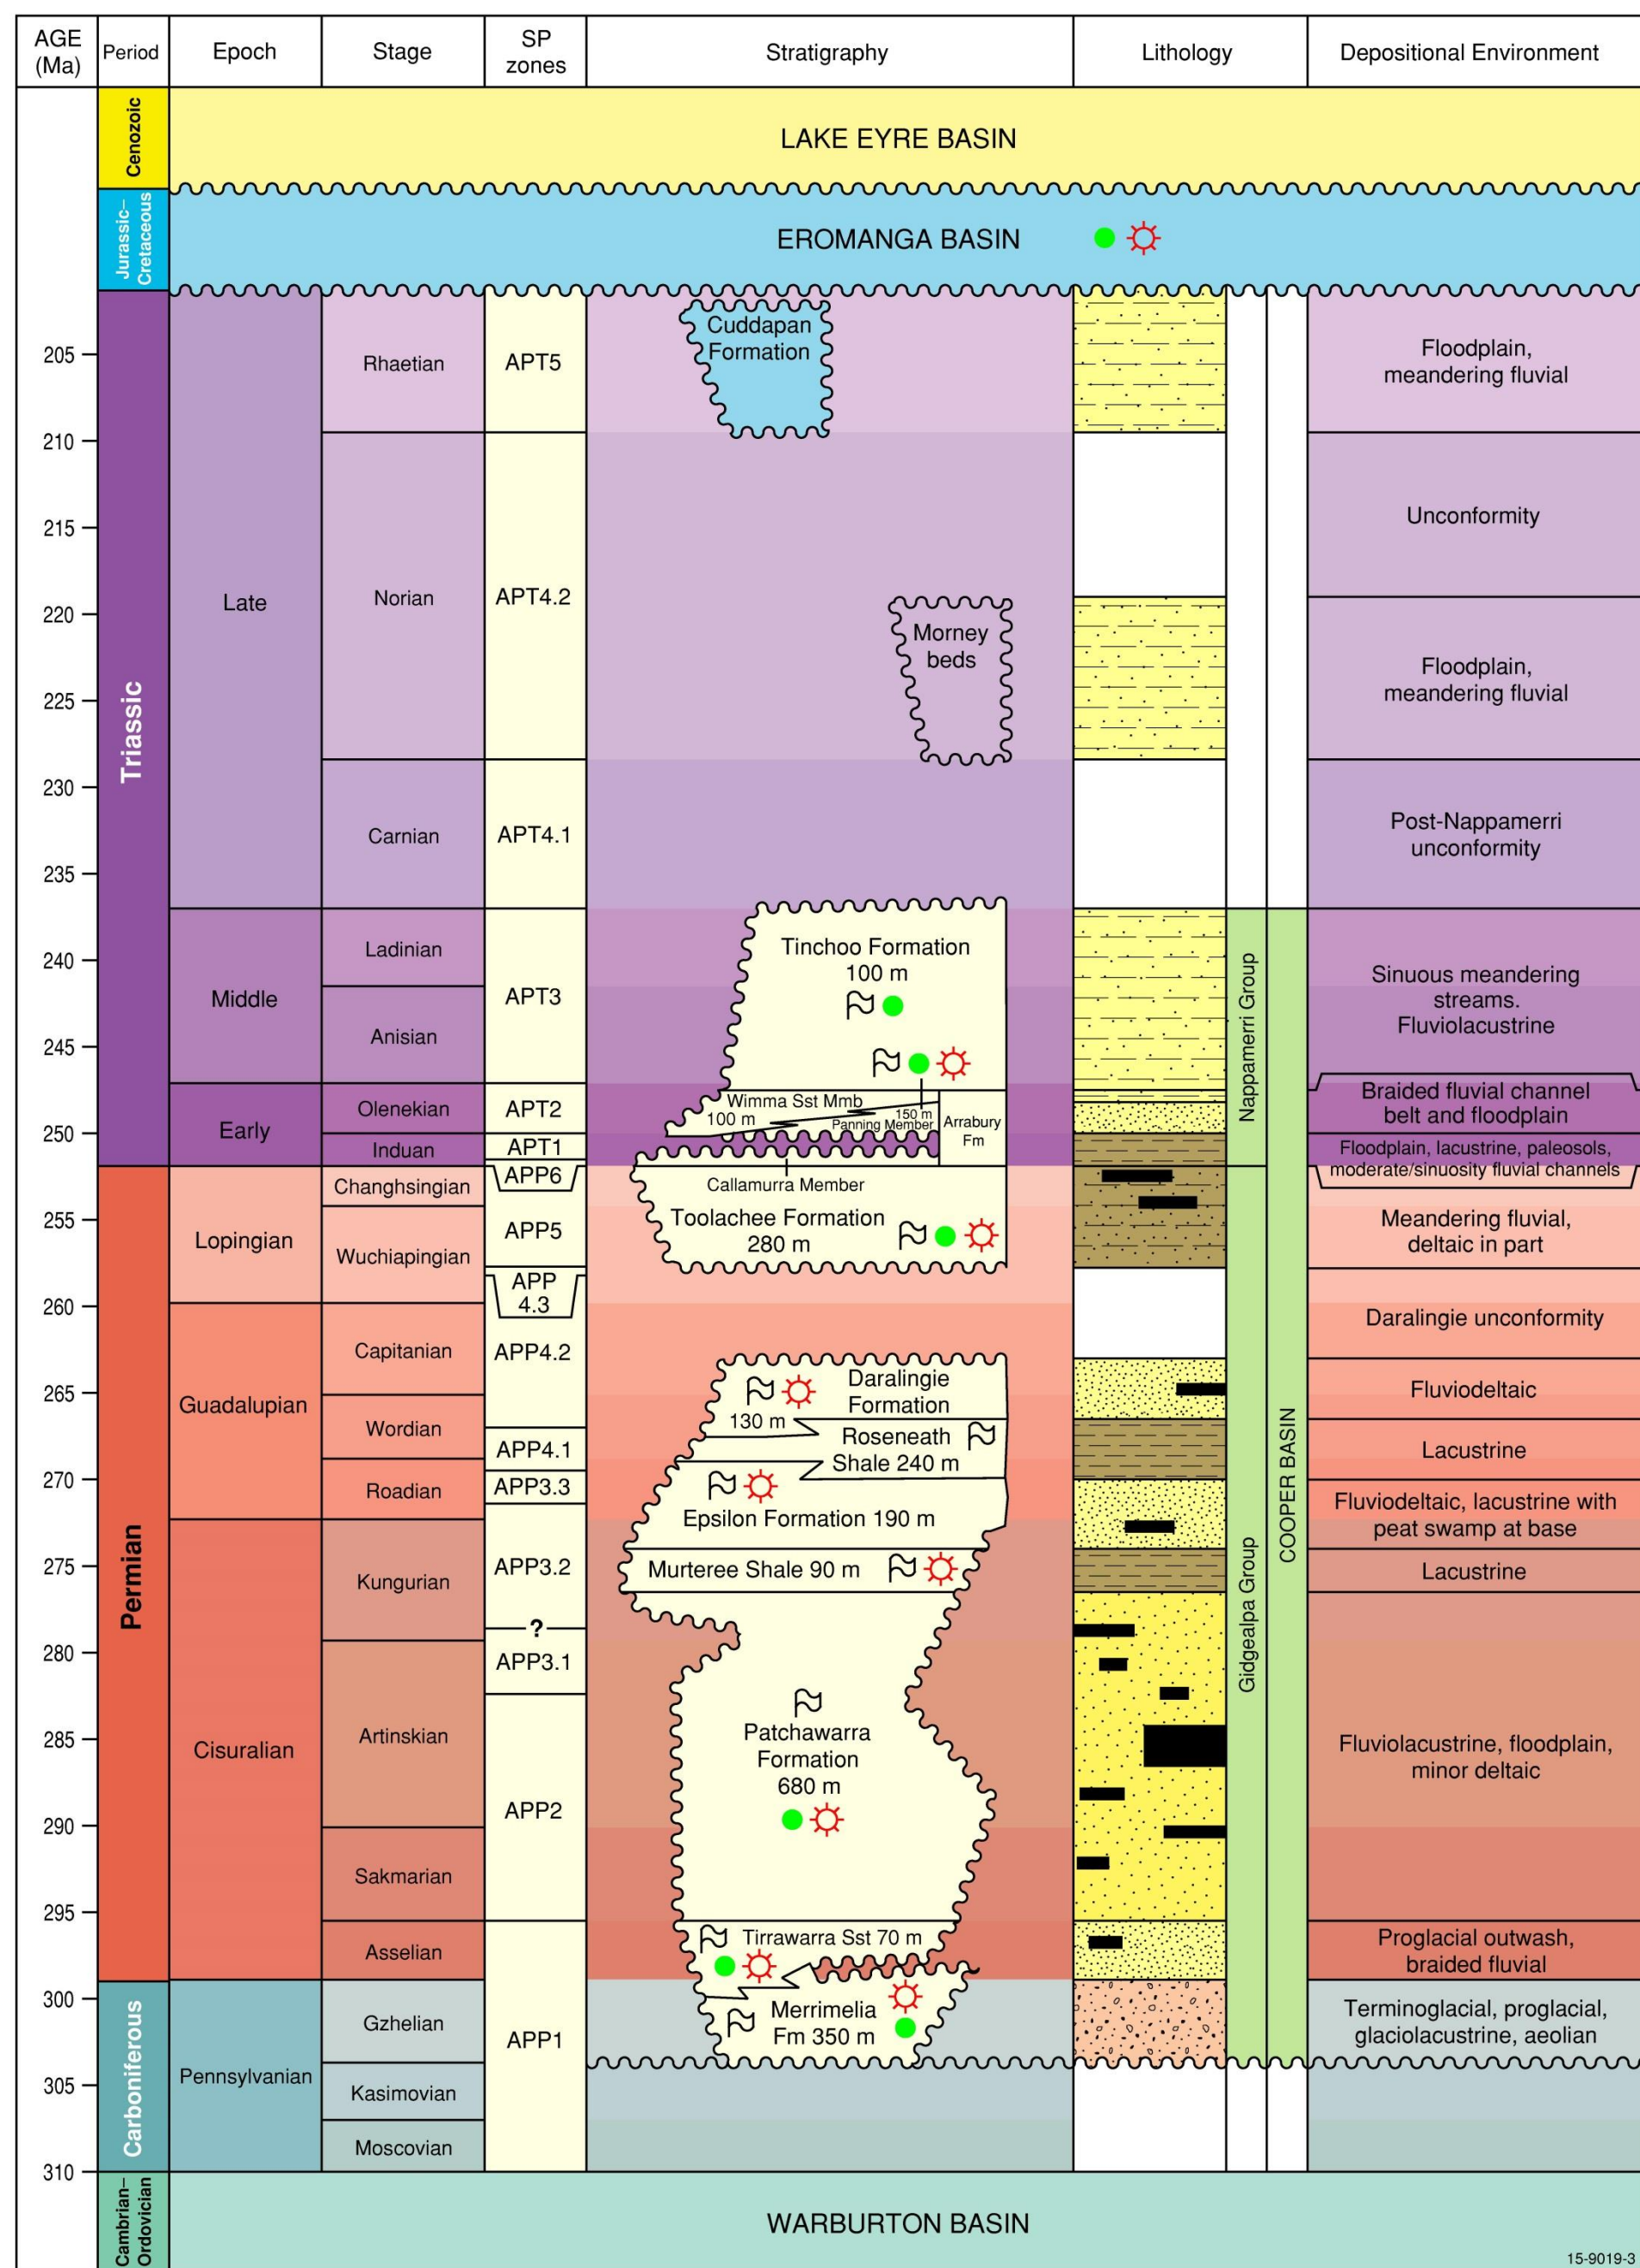 AGE
(Ma)
Period
Epoch
Stage
SP
zones
Stratigraphy
Lithology
Depositional Environment
Cenozoic
LAKE EYRE BASIN
Jurassic–
Cretaceous
EROMANGA BASIN
205
210
215
220
225
230
235
240
245
250
255
260
265
270
275
280
285
290
295
300
305
310
Triassic
Permian
Carboniferous
Cambrian–
Ordovician
Late
Middle
Early
Lopingian
Guadalupian
Cisuralian
Pennsylvanian
Rhaetian
Norian
Carnian
Ladinian
Anisian
Olenekian
Induan
Changhsingian
Wuchiapingian
Capitanian
Wordian
Roadian
Kungurian
Artinskian
Sakmarian
Asselian
Gzhelian
Kasimovian
Moscovian
APT5
APT4.2
APT4.1
APT3
APT2
APT1
APP6
APP5
APP
4.3
APP4.2
APP4.1
APP3.3
APP3.2
?
APP3.1
APP2
APP1
Cuddapan
Formation
Morney
beds
Tinchoo Formation
100 m
Wimma Sst Mmb
100 m
150 m
Panning Member
Arrabury
Fm
Callamurra Member
Toolachee Formation
280 m
Daralingie
Formation
130 m
Roseneath
Shale 240 m
Epsilon Formation 190 m
Murteree Shale 90 m
Patchawarra
Formation
680 m
Tirrawarra Sst 70 m
Merrimelia
Fm 350 m
Nappamerri Group
Gidgealpa Group
COOPER BASIN
Floodplain,
meandering fluvial
Unconformity
Floodplain,
meandering fluvial
Post-Nappamerri
unconformity
Sinuous meandering
streams.
Fluviolacustrine
Braided fluvial channel
belt and floodplain
Floodplain, lacustrine, paleosols,
moderate/sinuosity fluvial channels
Meandering fluvial,
deltaic in part
Daralingie unconformity
Fluviodeltaic
Lacustrine
Fluviodeltaic, lacustrine with
peat swamp at base
Lacustrine
Fluviolacustrine, floodplain,
minor deltaic
Proglacial outwash,
braided fluvial
Terminoglacial, proglacial,
glaciolacustrine, aeolian
WARBURTON BASIN
15-9019-3